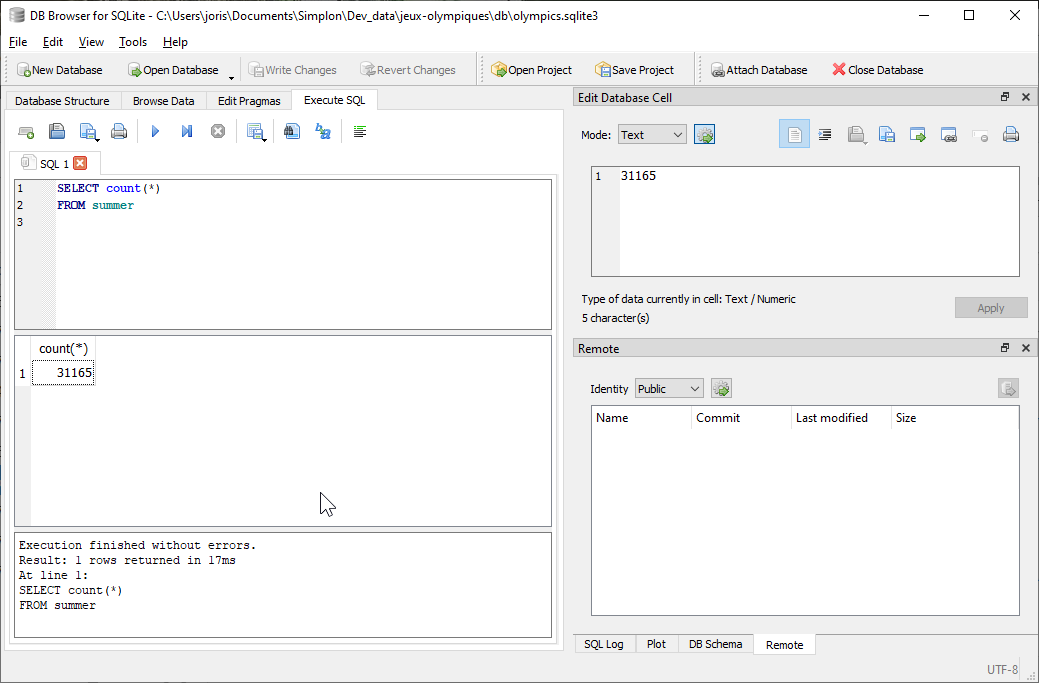 DB Browser for SQLite - C:\Users\joris\Documents\Simplon\Dev_data\jeux-olympiques\db\olympics.sqlite3
File Edit View Tools Help
New Database Open Database Write Changes Revert Changes Open Project Save Project Attach Database Close Database
Database Structure Browse Data Edit Pragmas Execute SQL
SQL 1
1 SELECT count(*)
2 FROM summer
3
count(*)
1 31165
Execution finished without errors.
Result: 1 rows returned in 17ms
At line 1:
SELECT count(*)
FROM summer
Edit Database Cell
Mode: Text
1 31165
Type of data currently in cell: Text / Numeric
5 character(s)
Apply
Remote
Identity Public
Name Commit Last modified Size
SQL Log Plot DB Schema Remote
UTF-8